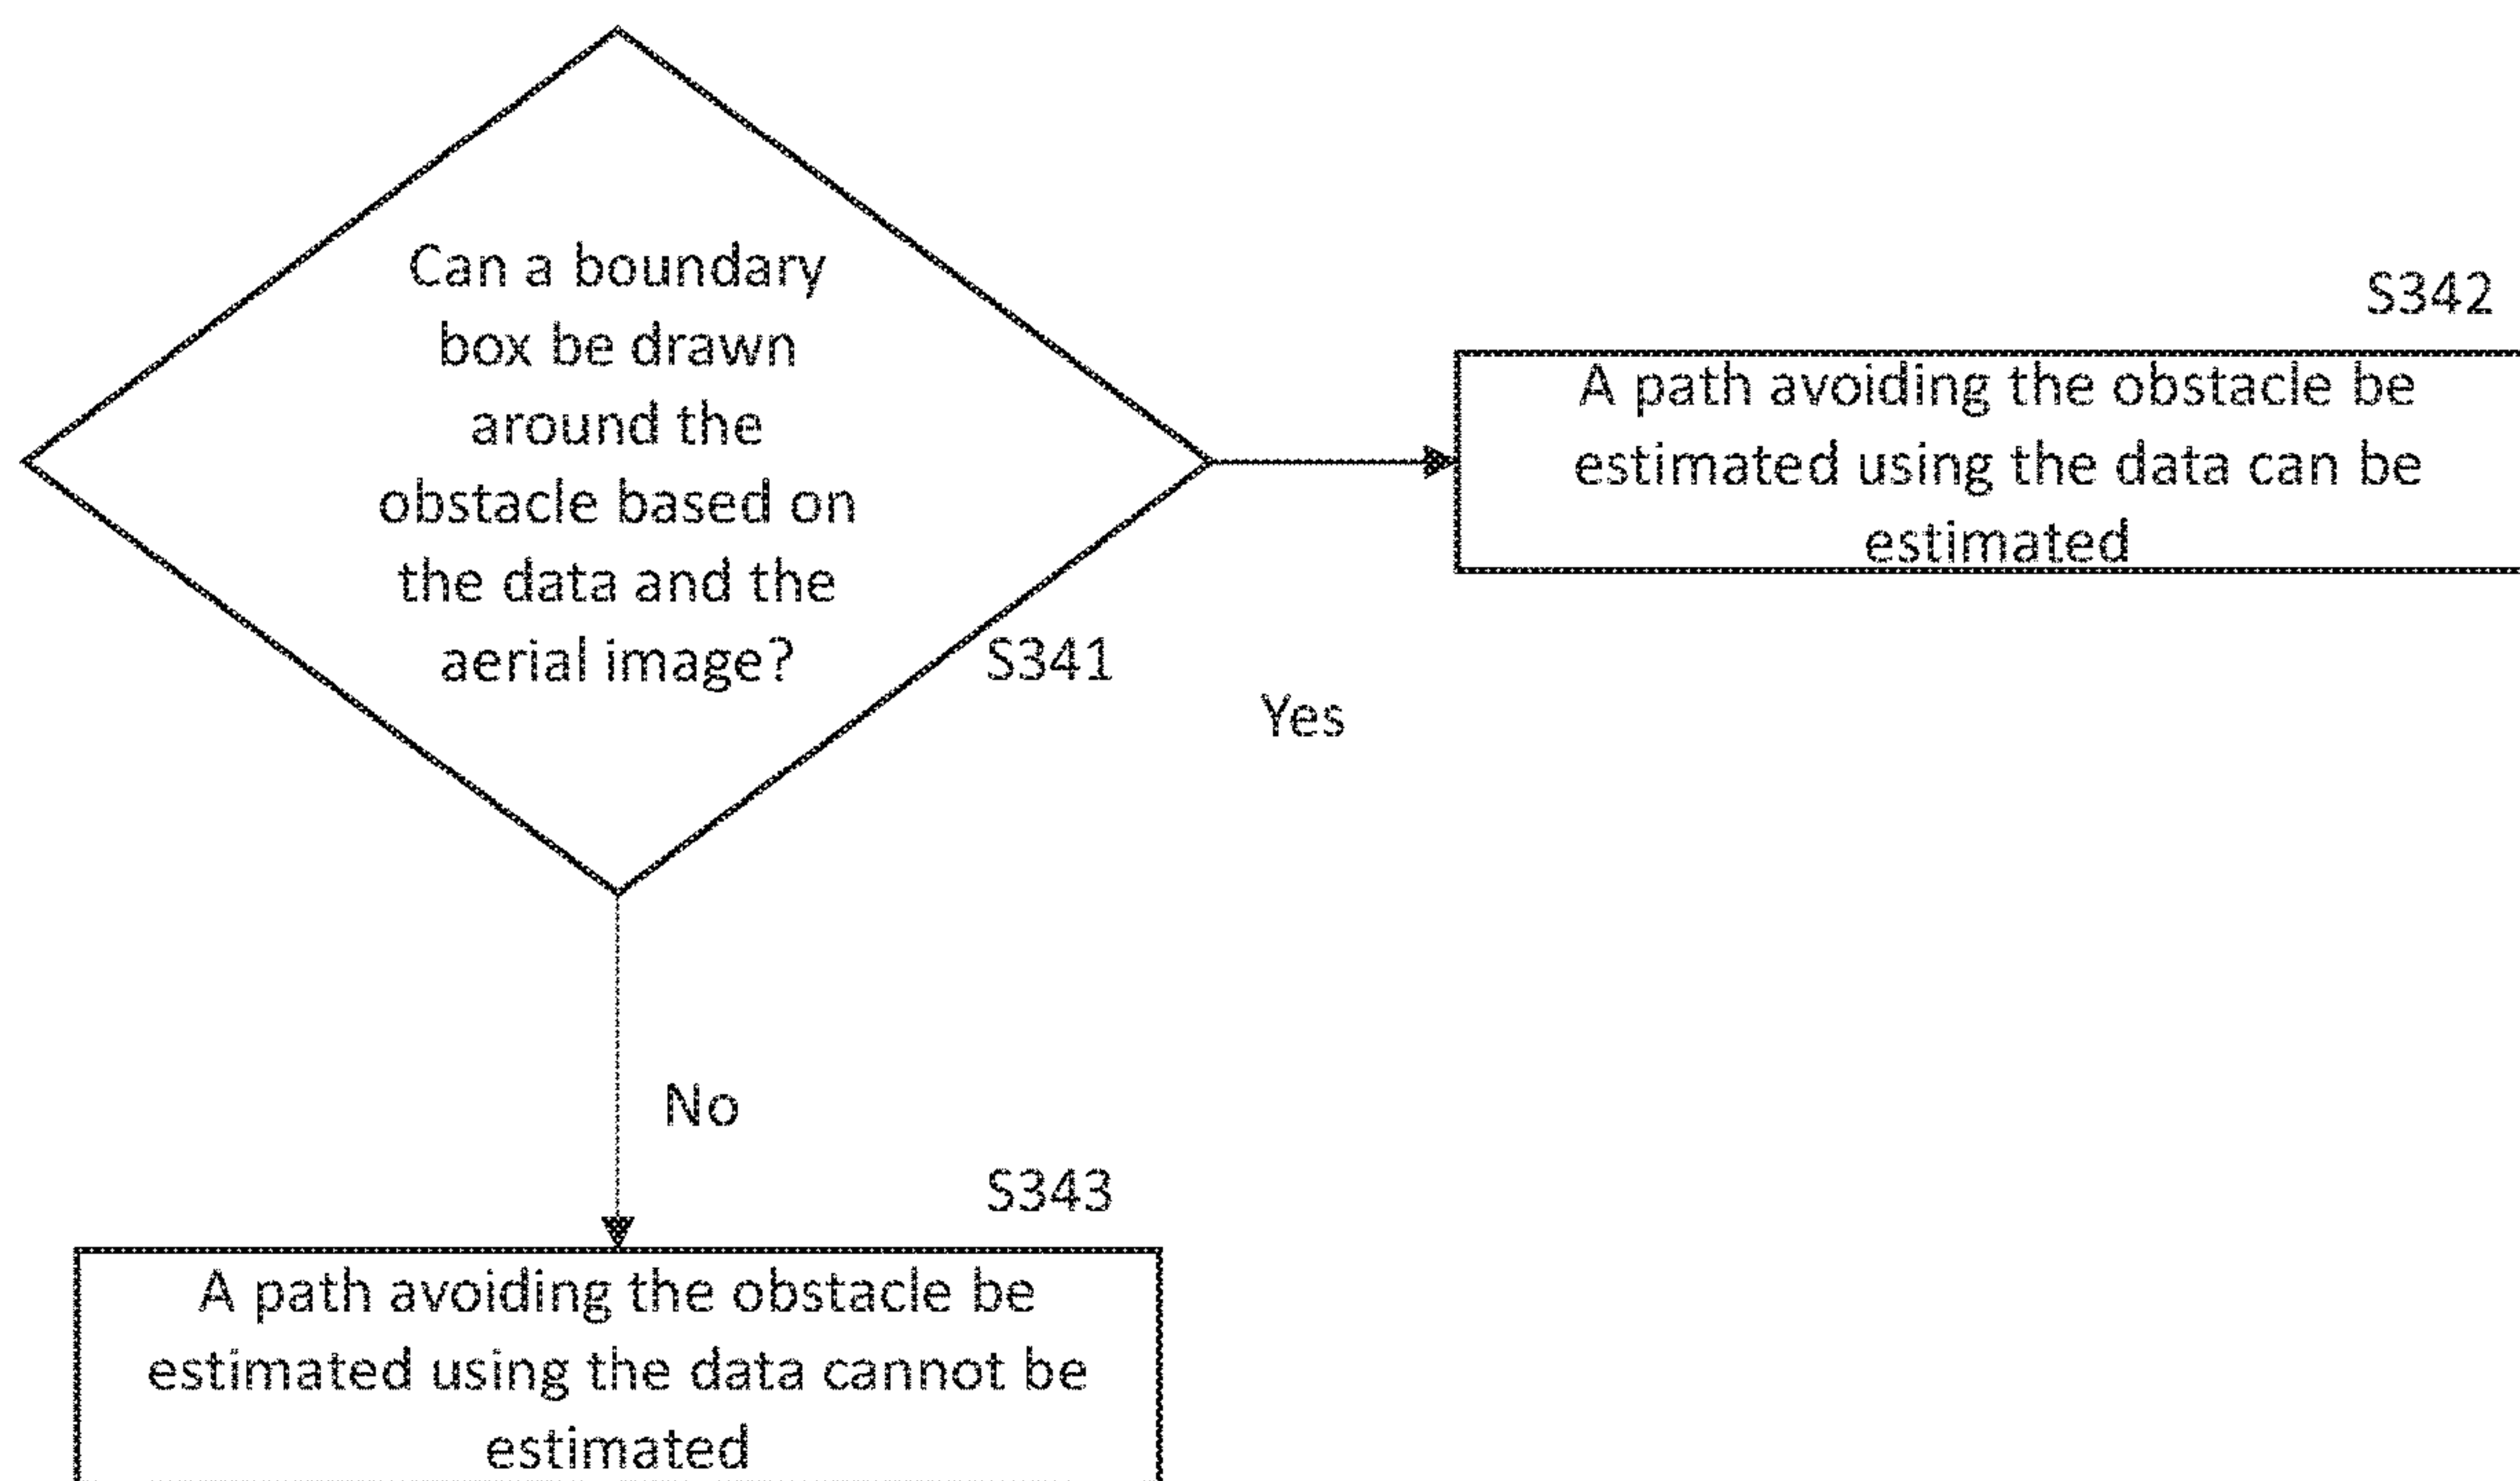 Can a boundary
box be drawn
around the
obstacle based on
the data and the
aerial image?
S341
Yes
S342
A path avoiding the obstacle be
estimated using the data can be
estimated
No
S343
A path avoiding the obstacle be
estimated using the data cannot be
estimated